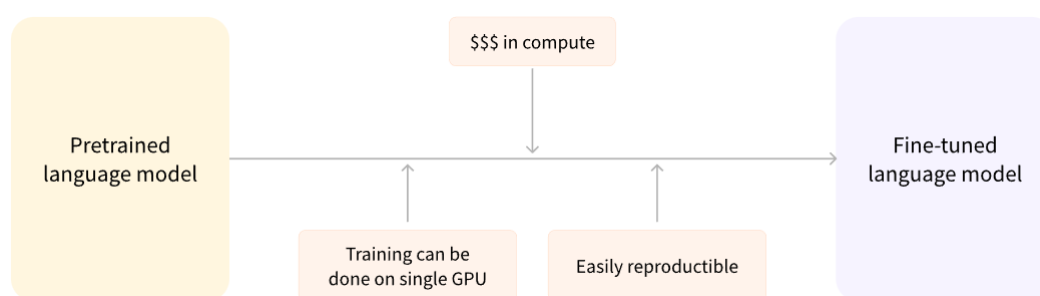 $$$ in compute
Pretrained
language model
Fine-tuned
language model
Training can be
done on single GPU
Easily reproductible